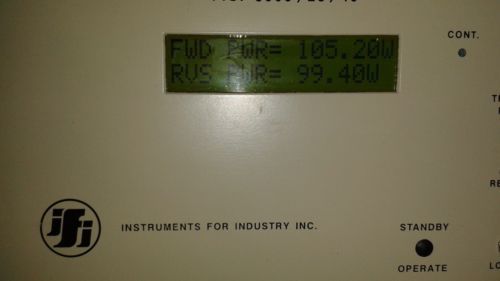 CONT.
FWD PWR= 105.20W
RVS PWR= 99.40W
ifi
INSTRUMENTS FOR INDUSTRY INC.
STANDBY
OPERATE